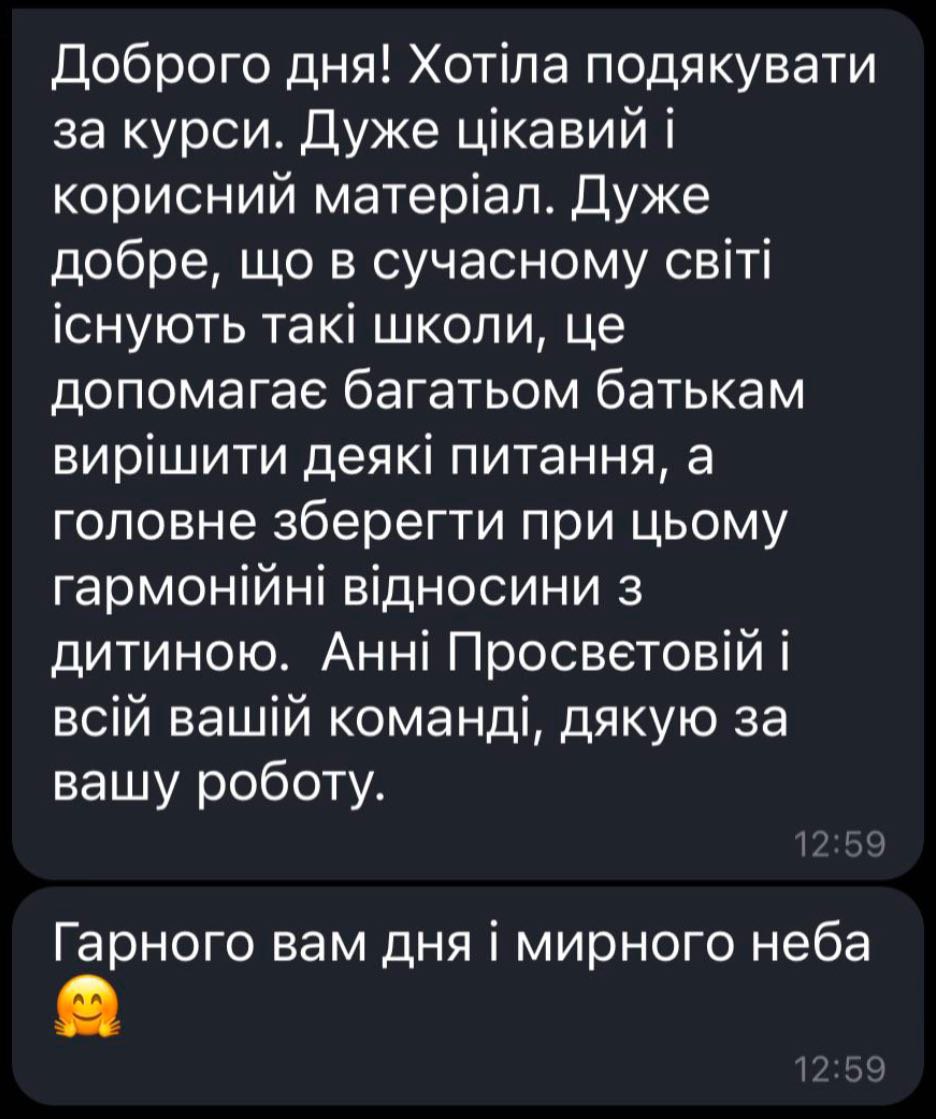 Доброго дня! Хотіла подякувати
за курси. Дуже цікавий і
корисний матеріал. Дуже
добре, що в сучасному світі
існують такі школи, це
допомагає багатьом батькам
вирішити деякі питання, а
головне зберегти при цьому
гармонійні відносини з
дитиною.  Анні Просвєтовій і
всій вашій команді, дякую за
вашу роботу.
12:59
Гарного вам дня і мирного неба
🤗
12:59